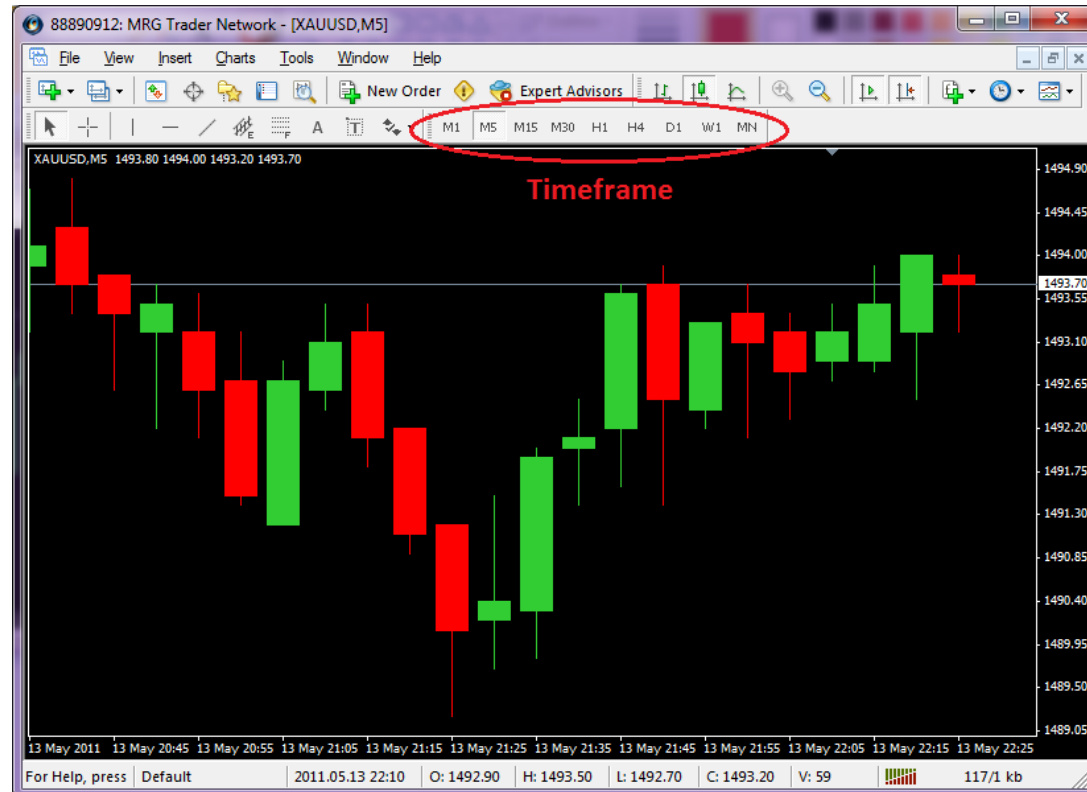 88890912: MRG Trader Network - [XAUUSD,M5]
File View Insert Charts Tools Window Help
New Order Expert Advisors
A T M1 M5 M15 M30 H1 H4 D1 W1 MN
XAUUSD,M5 1493.80 1494.00 1493.20 1493.70
Timeframe
1494.90
1494.45
1494.00
1493.70
1493.55
1493.10
1492.65
1492.20
1491.75
1491.30
1490.85
1490.40
1489.95
1489.50
1489.05
13 May 2011 13 May 20:45 13 May 20:55 13 May 21:05 13 May 21:15 13 May 21:25 13 May 21:35 13 May 21:45 13 May 21:55 13 May 22:05 13 May 22:15 13 May 22:25
For Help, press Default 2011.05.13 22:10 O: 1492.90 H: 1493.50 L: 1492.70 C: 1493.20 V: 59 117/1 kb